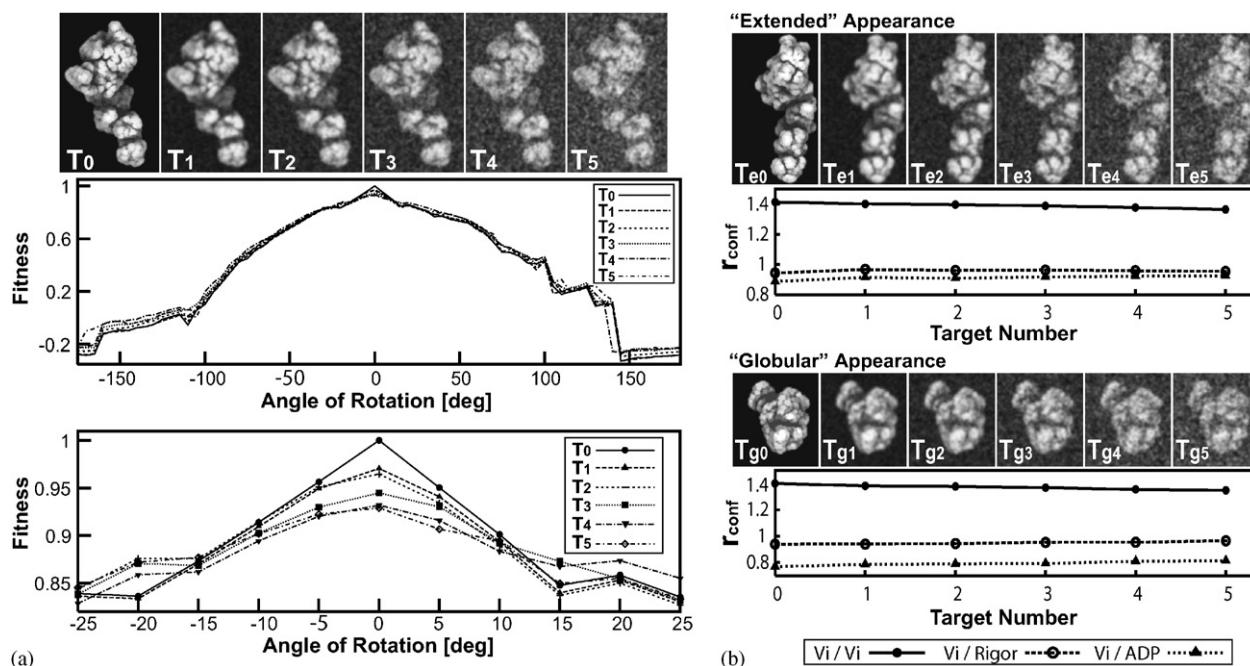 T0 T1 T2 T3 T4 T5
1
0.6
0.2
-0.2
Fitness
T0
T1
T2
T3
T4
T5
-150 -100 -50 0 50 100 150
Angle of Rotation [deg]
1
0.95
0.9
0.85
Fitness
T0
T1
T2
T3
T4
T5
-25 -20 -15 -10 -5 0 5 10 15 20 25
Angle of Rotation [deg]
(a)
“Extended” Appearance
Te0 Te1 Te2 Te3 Te4 Te5
1.4
1.2
1
0.8
rconf
0 1 2 3 4 5
Target Number
“Globular” Appearance
Tg0 Tg1 Tg2 Tg3 Tg4 Tg5
1.4
1.2
1
0.8
rconf
0 1 2 3 4 5
Target Number
(b)
Vi / Vi Vi / Rigor Vi / ADP